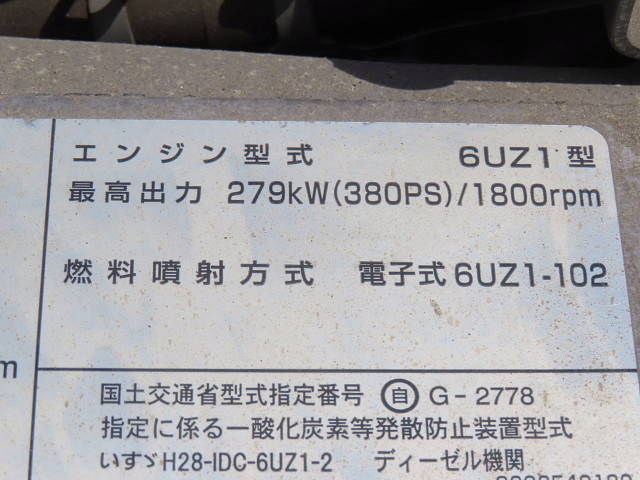 エンジン型式 6UZ1型
最高出力 279kW(380PS)/1800rpm
燃料噴射方式 電子式6UZ1-102
m
国土交通省型式指定番号 自 G-2778
指定に係る一酸化炭素等発散防止装置型式
いすゞH28-IDC-6UZ1-2 ディーゼル機関